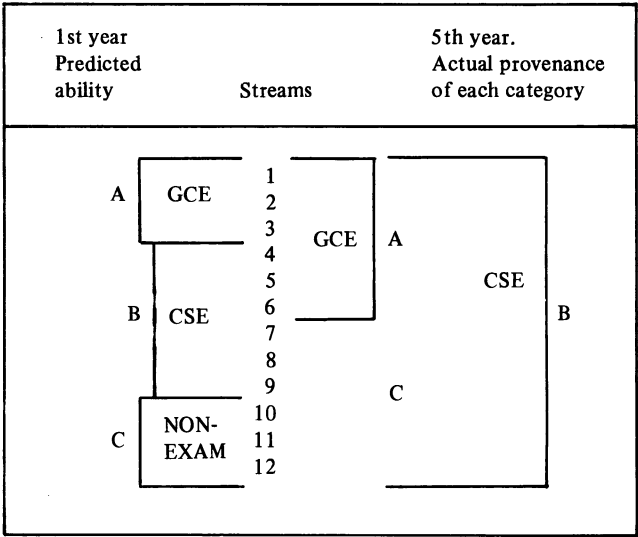 1st year
Predicted
ability
Streams
5th year.
Actual provenance
of each category
A
GCE
B
CSE
C
NON-
EXAM
1
2
3
4
5
6
7
8
9
10
11
12
GCE
A
C
CSE
B